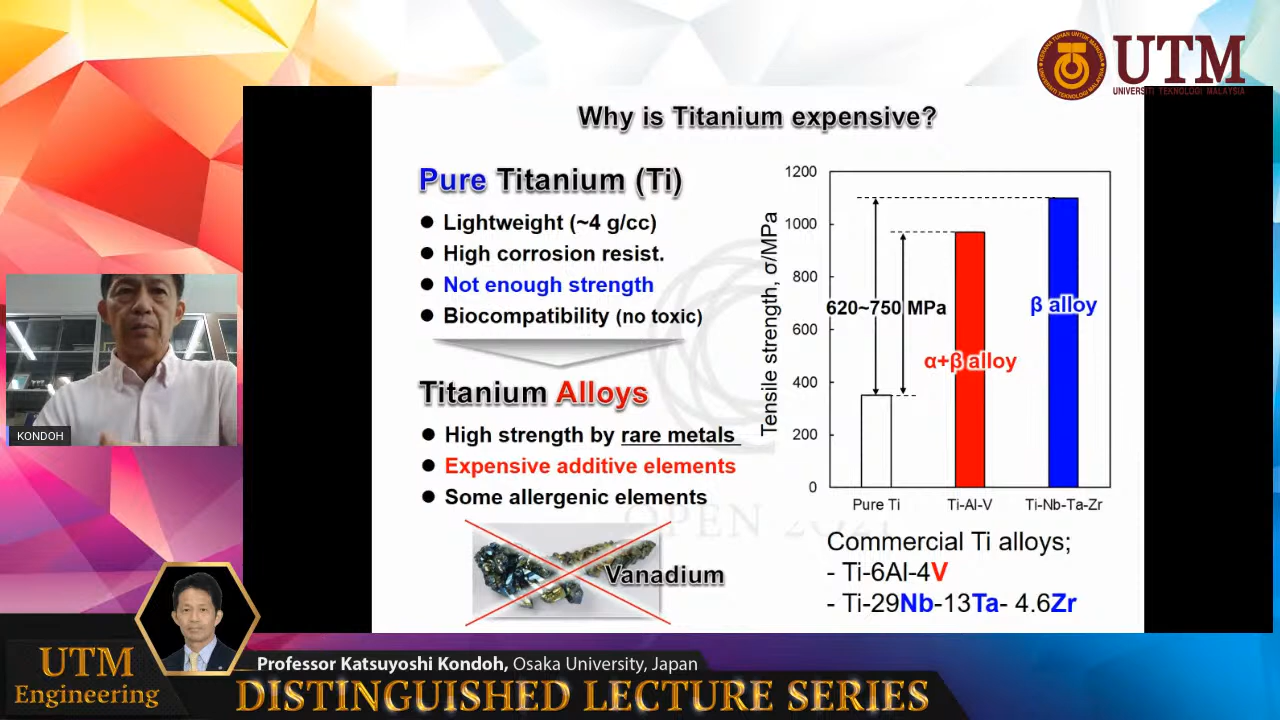 UTM
UNIVERSITI TEKNOLOGI MALAYSIA
Why is Titanium expensive?
Pure Titanium (Ti)
Lightweight (~4 g/cc)
High corrosion resist.
Not enough strength
Biocompatibility (no toxic)
Titanium Alloys
High strength by rare metals
Expensive additive elements
Some allergenic elements
Vanadium
Tensile strength, σ/MPa
1200
1000
800
600
400
200
0
620~750 MPa
α+β alloy
β alloy
Pure Ti
Ti-Al-V
Ti-Nb-Ta-Zr
Commercial Ti alloys;
- Ti-6Al-4V
- Ti-29Nb-13Ta- 4.6Zr
KONDOH
UTM
Engineering
Professor Katsuyoshi Kondoh, Osaka University, Japan
DISTINGUISHED LECTURE SERIES